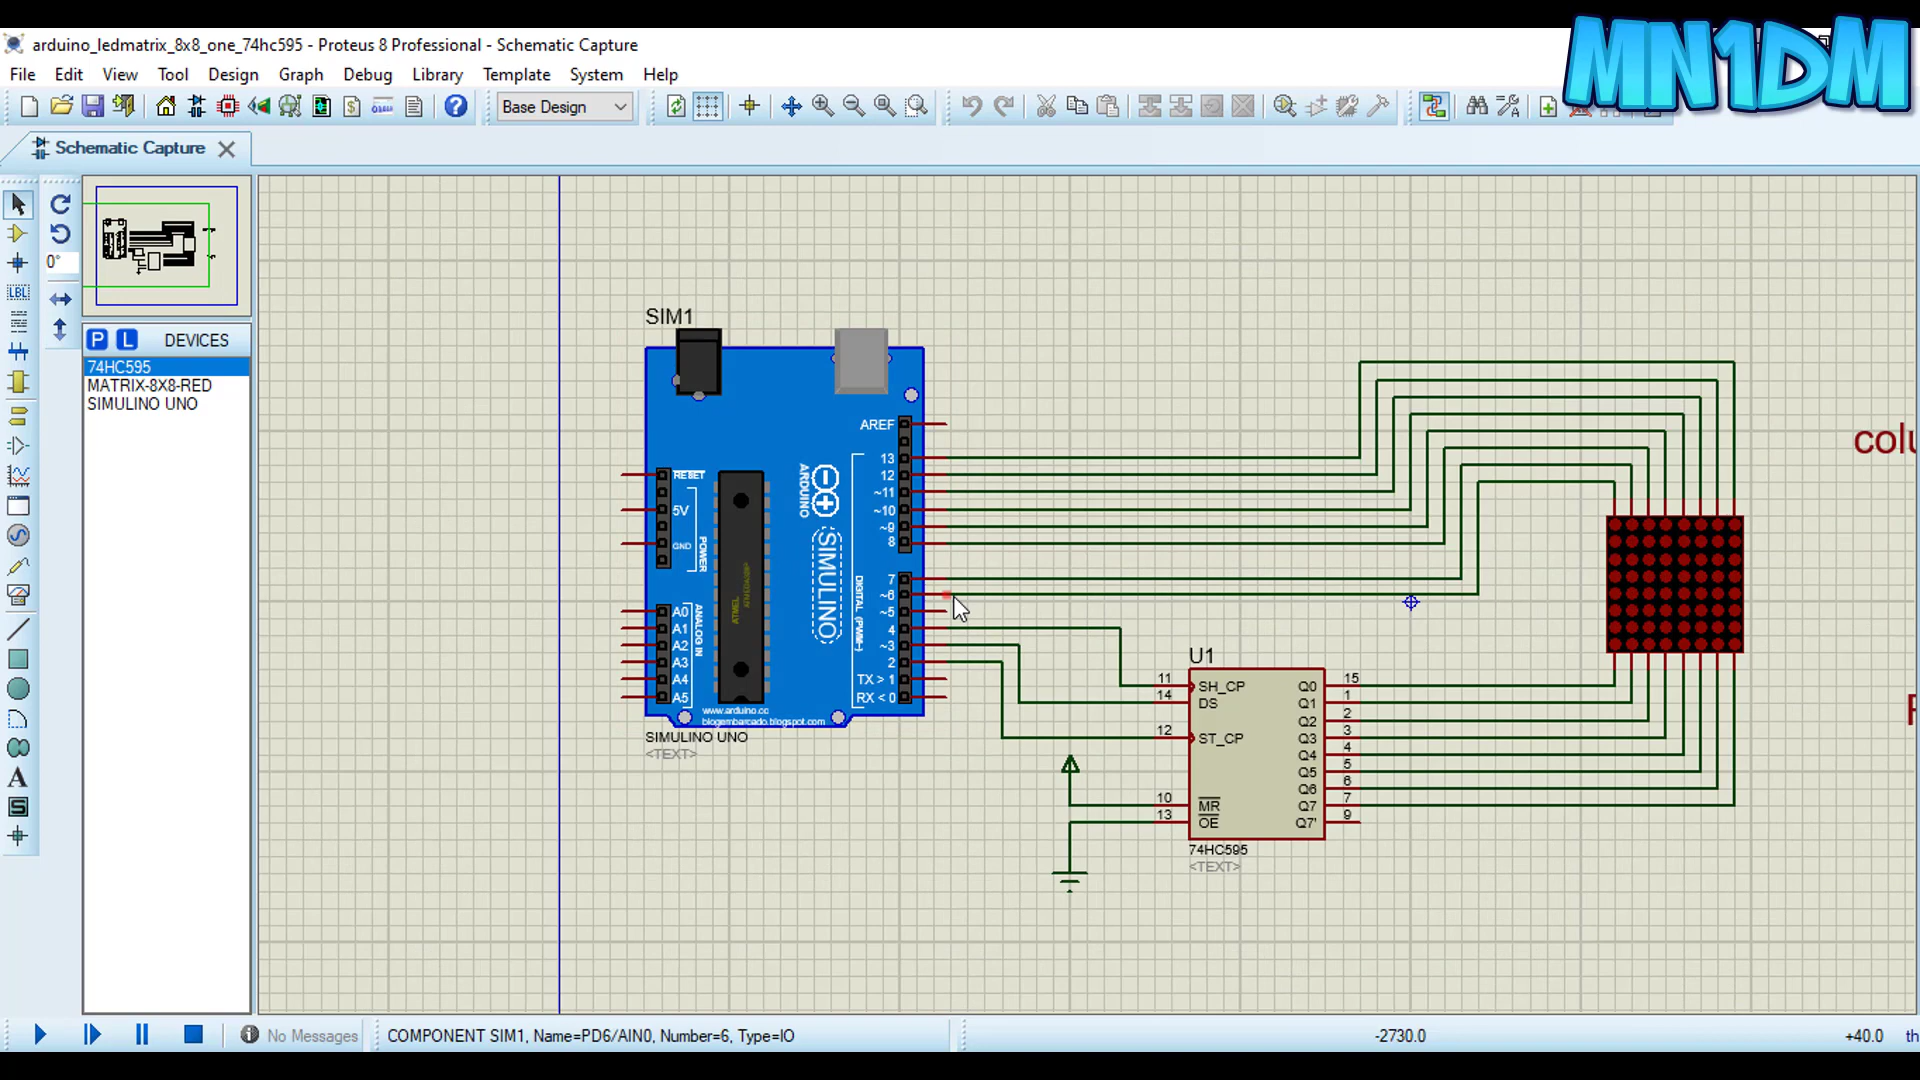 arduino_ledmatrix_8x8_one_74hc595 - Proteus 8 Professional - Schematic Capture
MN1DM
File Edit View Tool Design Graph Debug Library Template System Help
Base Design
Schematic Capture
0°
LBL
P L DEVICES
74HC595
MATRIX-8X8-RED
SIMULINO UNO
A
S
SIM1
AREF
13
12
~11
~10
~9
8
7
~6
~5
4
~3
2
TX > 1
RX < 0
RESET
5V
GND
POWER
A0
A1
A2
A3
A4
A5
ANALOG IN
ARDUINO
SIMULINO
DIGITAL (PWM~)
ATMEL
www.arduino.cc
blogembarcado.blogspot.com
SIMULINO UNO
<TEXT>
colu
U1
11 SH_CP
14 DS
12 ST_CP
10 MR
13 OE
Q0 15
Q1 1
Q2 2
Q3 3
Q4 4
Q5 5
Q6 6
Q7 7
Q7' 9
74HC595
<TEXT>
No Messages
COMPONENT SIM1, Name=PD6/AIN0, Number=6, Type=IO
-2730.0
+40.0
th